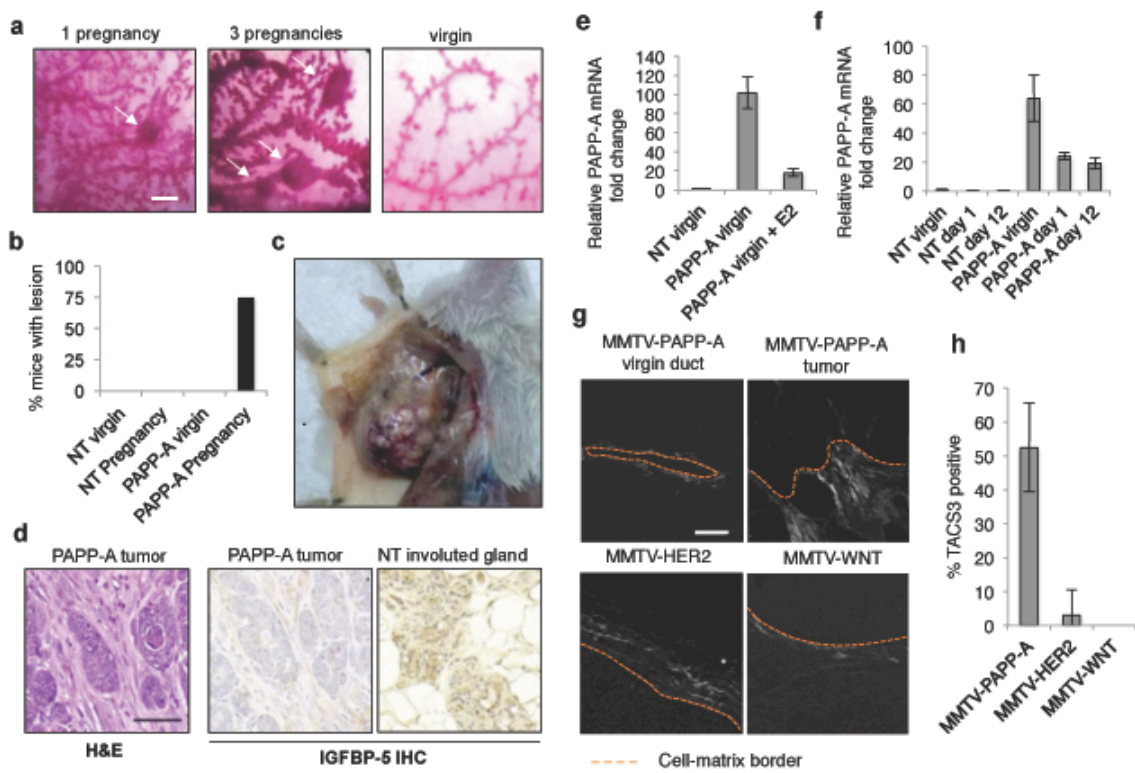 a
1 pregnancy
3 pregnancies
virgin
b
% mice with lesion
100
75
50
25
0
NT virgin
NT Pregnancy
PAPP-A virgin
PAPP-A Pregnancy
c
d
PAPP-A tumor
PAPP-A tumor
NT involuted gland
H&E
IGFBP-5 IHC
e
Relative PAPP-A mRNA
fold change
140
120
100
80
60
40
20
0
NT virgin
PAPP-A virgin
PAPP-A virgin + E2
f
Relative PAPP-A mRNA
fold change
100
80
60
40
20
0
NT virgin
NT day 1
NT day 12
PAPP-A virgin
PAPP-A day 1
PAPP-A day 12
g
MMTV-PAPP-A
virgin duct
MMTV-PAPP-A
tumor
MMTV-HER2
MMTV-WNT
Cell-matrix border
h
% TACS3 positive
70
60
50
40
30
20
10
0
MMTV-PAPP-A
MMTV-HER2
MMTV-WNT